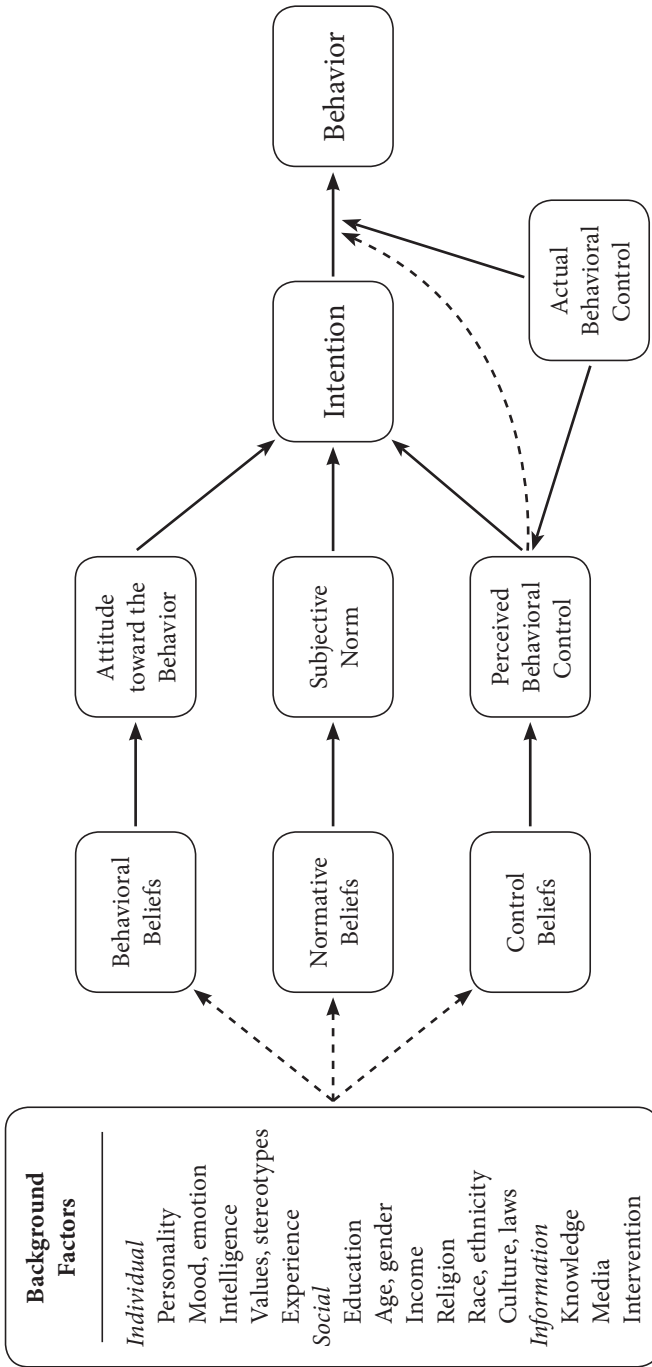 Background
Factors
Individual
Personality
Mood, emotion
Intelligence
Values, stereotypes
Experience
Social
Education
Age, gender
Income
Religion
Race, ethnicity
Culture, laws
Information
Knowledge
Media
Intervention
Behavioral
Beliefs
Normative
Beliefs
Control
Beliefs
Attitude
toward the
Behavior
Subjective
Norm
Perceived
Behavioral
Control
Intention
Actual
Behavioral
Control
Behavior